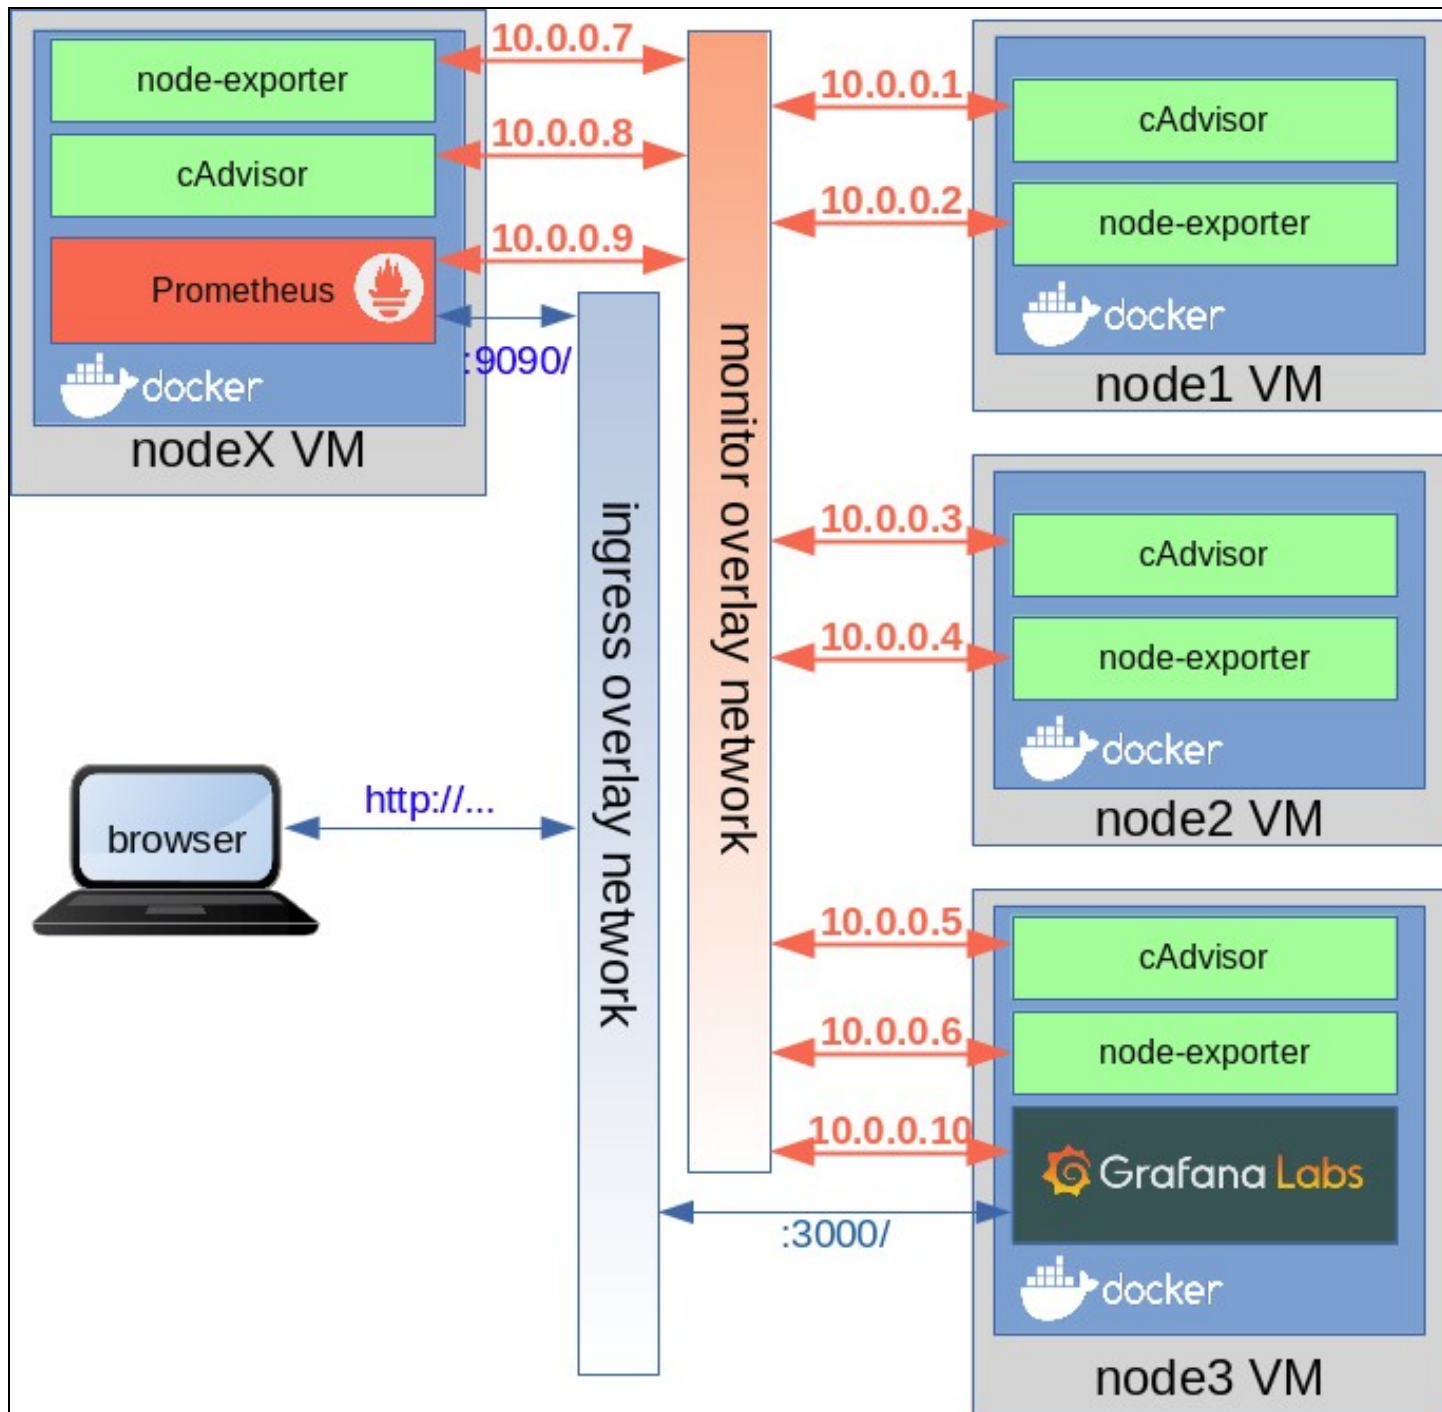 node-exporter
cAdvisor
Prometheus
docker
nodeX VM
10.0.0.7
10.0.0.8
10.0.0.9
:9090/
ingress overlay network
monitor overlay network
browser
http://...
10.0.0.1
10.0.0.2
cAdvisor
node-exporter
docker
node1 VM
10.0.0.3
10.0.0.4
cAdvisor
node-exporter
docker
node2 VM
10.0.0.5
10.0.0.6
10.0.0.10
:3000/
cAdvisor
node-exporter
Grafana Labs
docker
node3 VM